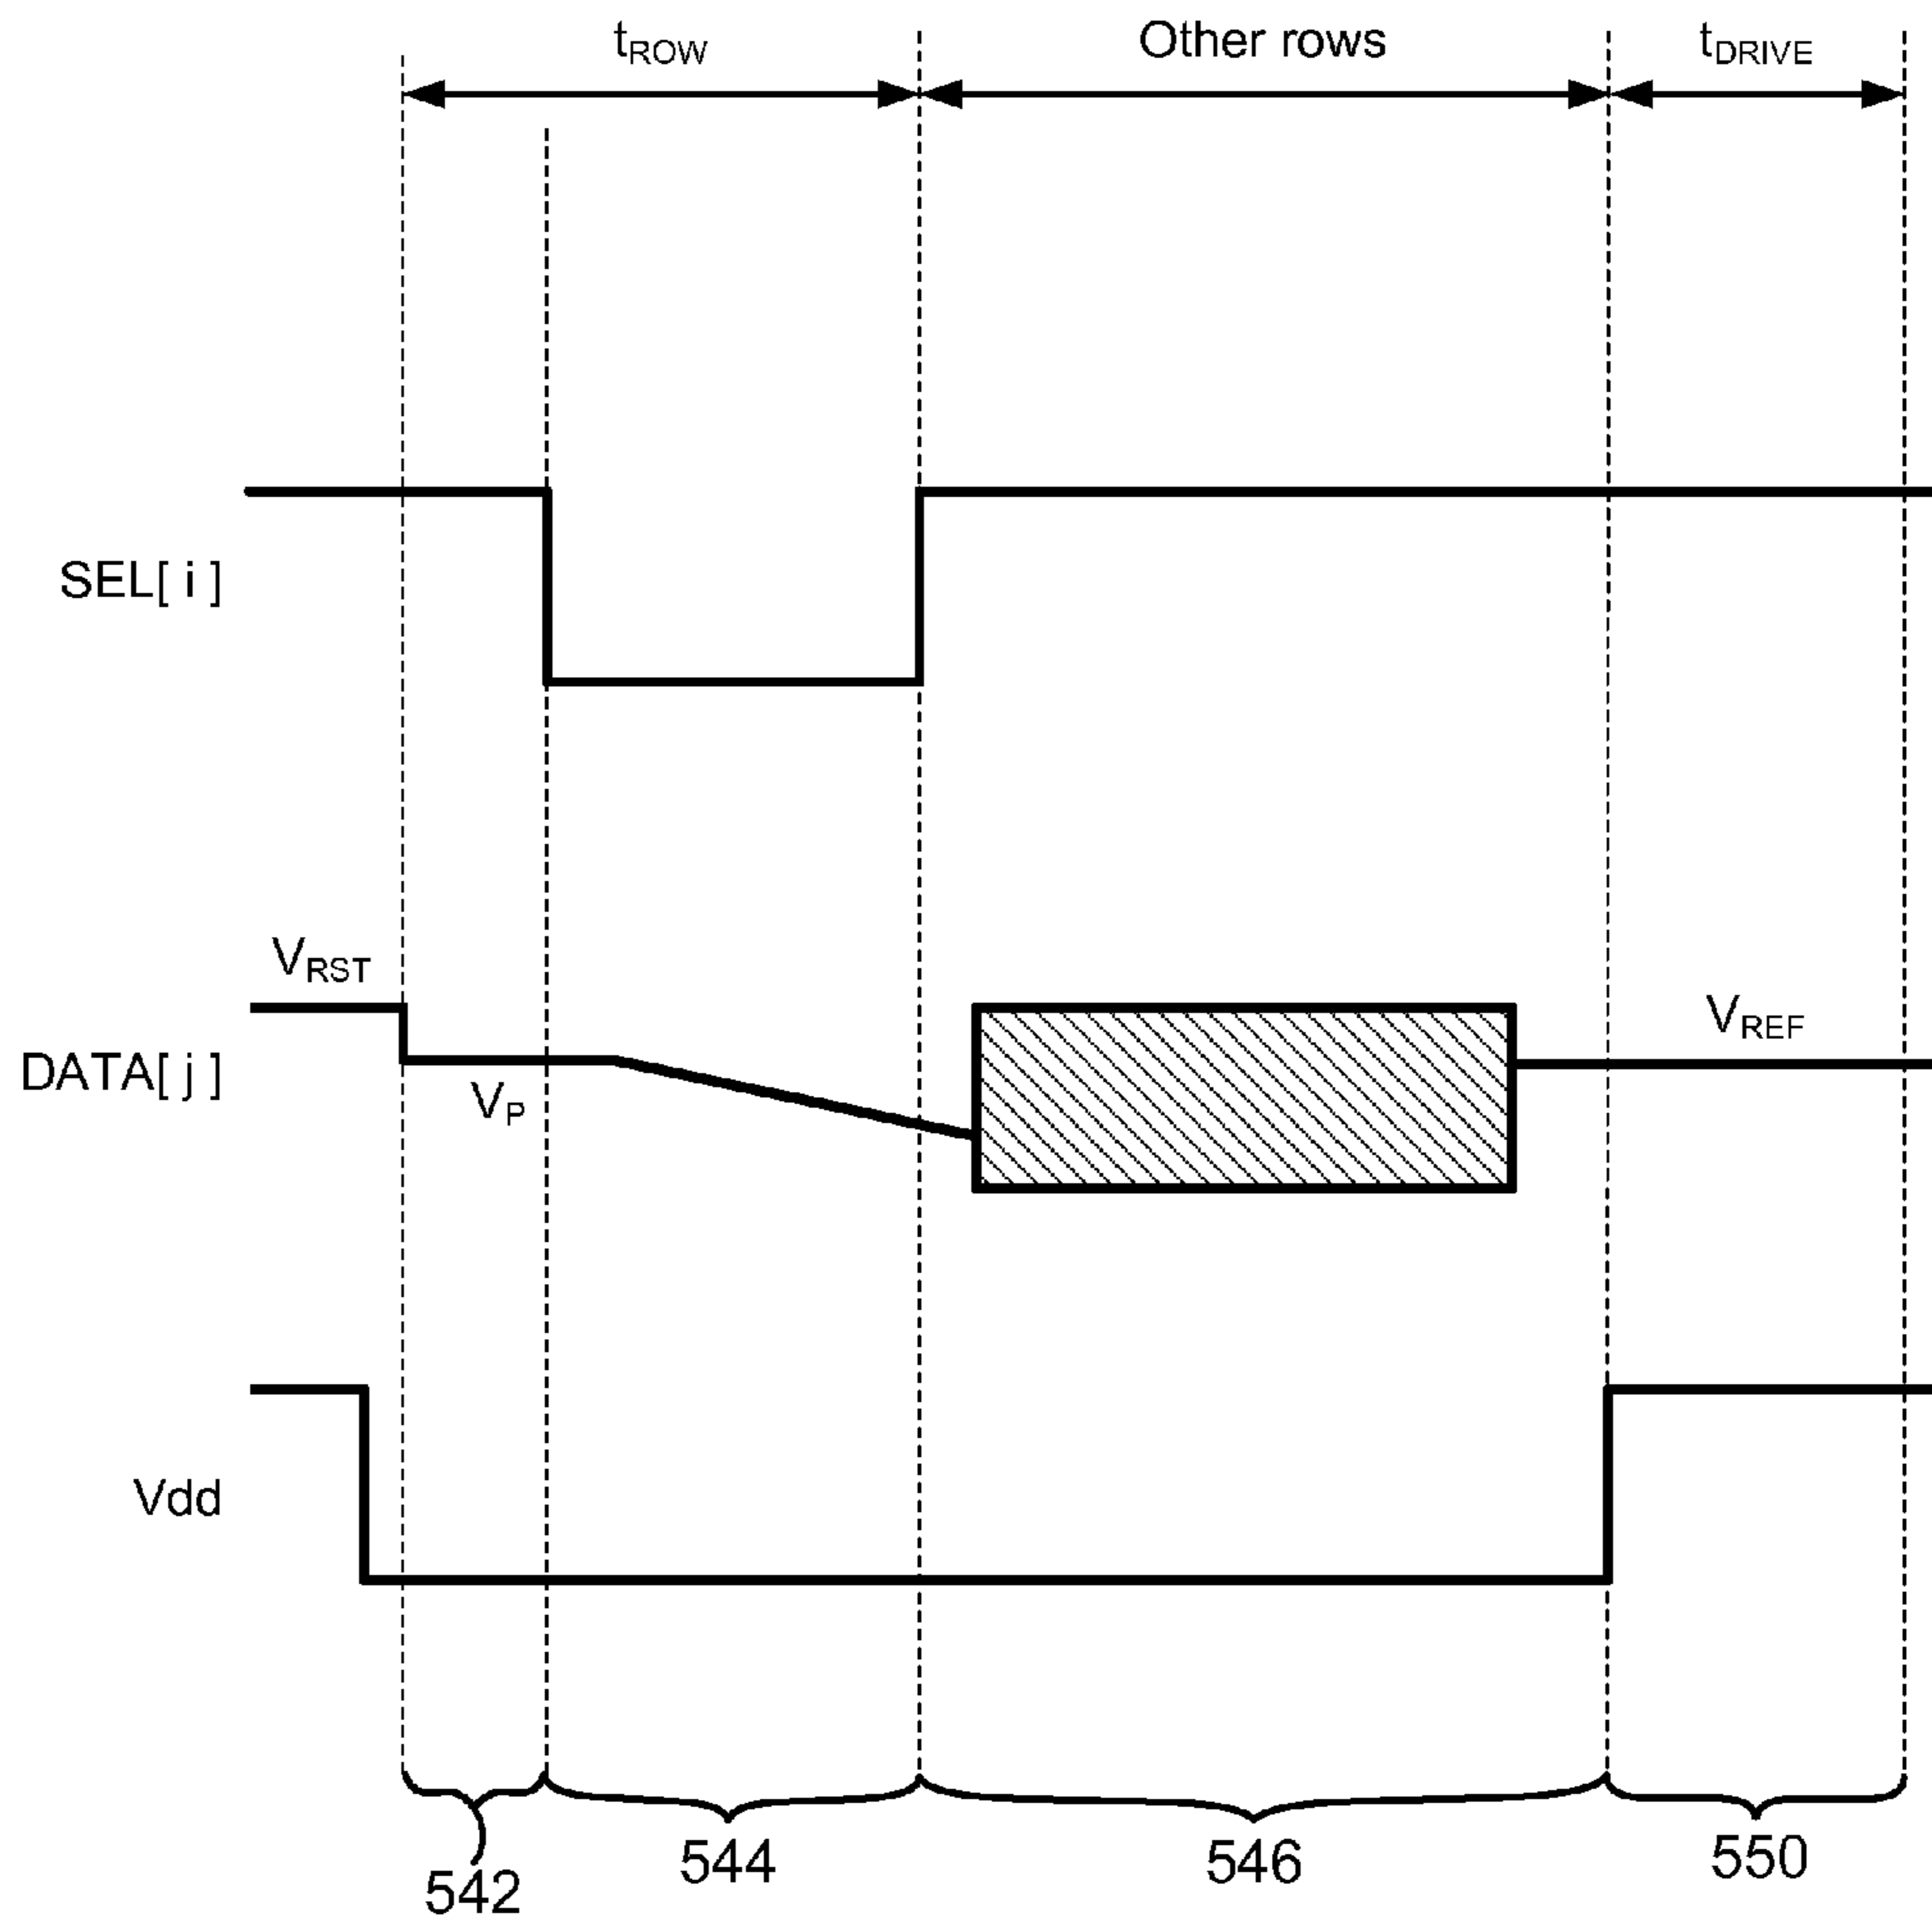 tROW Other rows tDRIVE
SEL[ i ]
VRST
DATA[ j ]
VP
VREF
Vdd
542 544 546 550